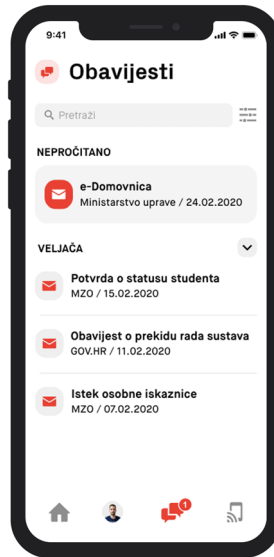 9:41
Obavijesti
Pretraži
NEPROČITANO
e-Domovnica
Ministarstvo uprave / 24.02.2020
VELJAČA
Potvrda o statusu studenta
MZO / 15.02.2020
Obavijest o prekidu rada sustava
GOV.HR / 11.02.2020
Istek osobne iskaznice
MZO / 07.02.2020
1